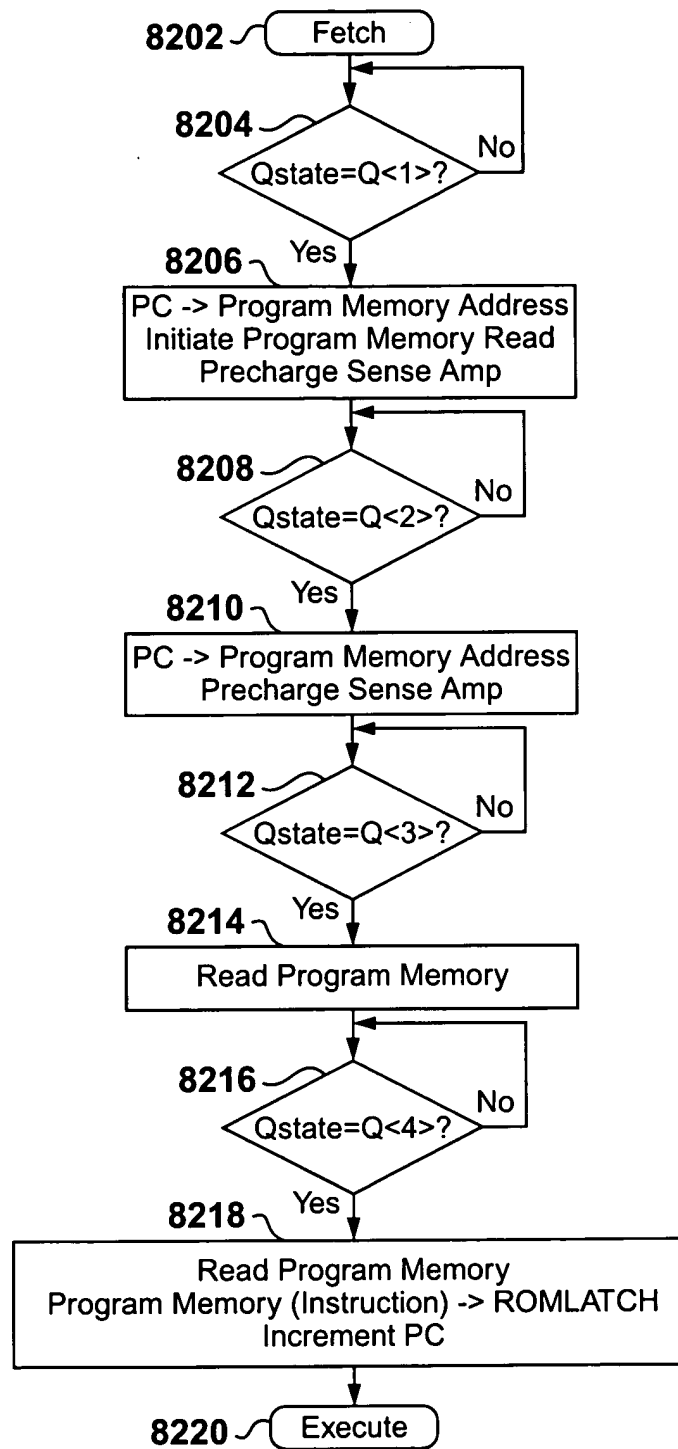 8202
Fetch
8204
Qstate=Q<1>?
No
Yes
8206
PC -> Program Memory Address
Initiate Program Memory Read
Precharge Sense Amp
8208
Qstate=Q<2>?
No
Yes
8210
PC -> Program Memory Address
Precharge Sense Amp
8212
Qstate=Q<3>?
No
Yes
8214
Read Program Memory
8216
Qstate=Q<4>?
No
Yes
8218
Read Program Memory
Program Memory (Instruction) -> ROMLATCH
Increment PC
8220
Execute